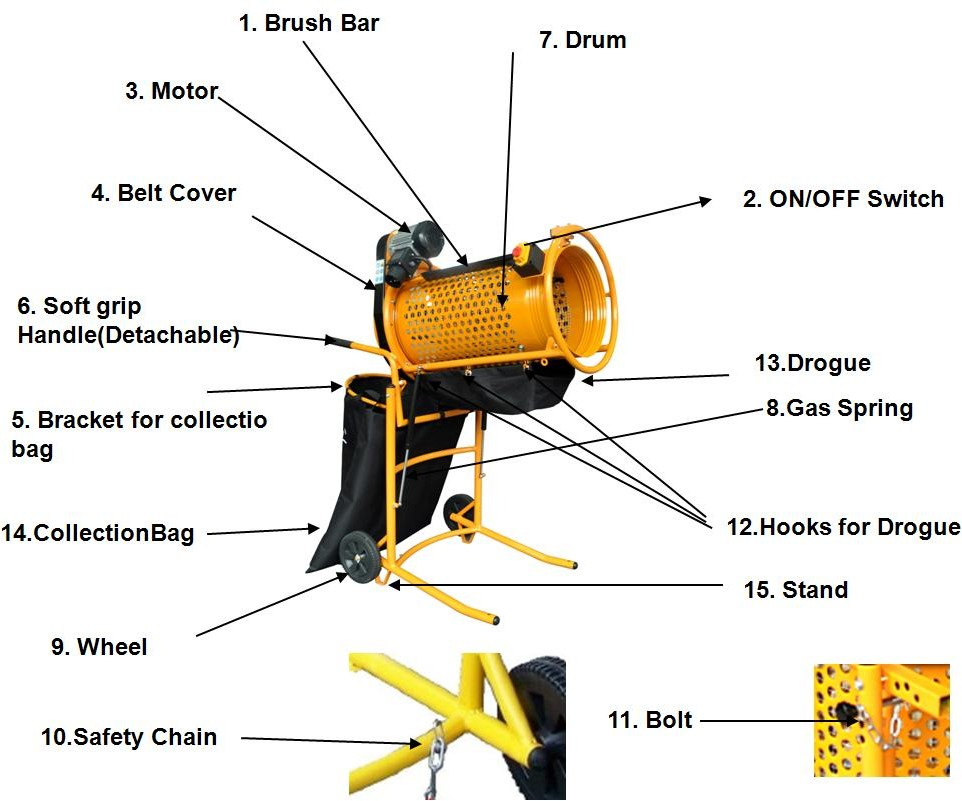 1. Brush Bar
7. Drum
3. Motor
4. Belt Cover
2. ON/OFF Switch
6. Soft grip
Handle(Detachable)
13.Drogue
8.Gas Spring
5. Bracket for collectio
bag
14.CollectionBag
12.Hooks for Drogue
15. Stand
9. Wheel
11. Bolt
10.Safety Chain